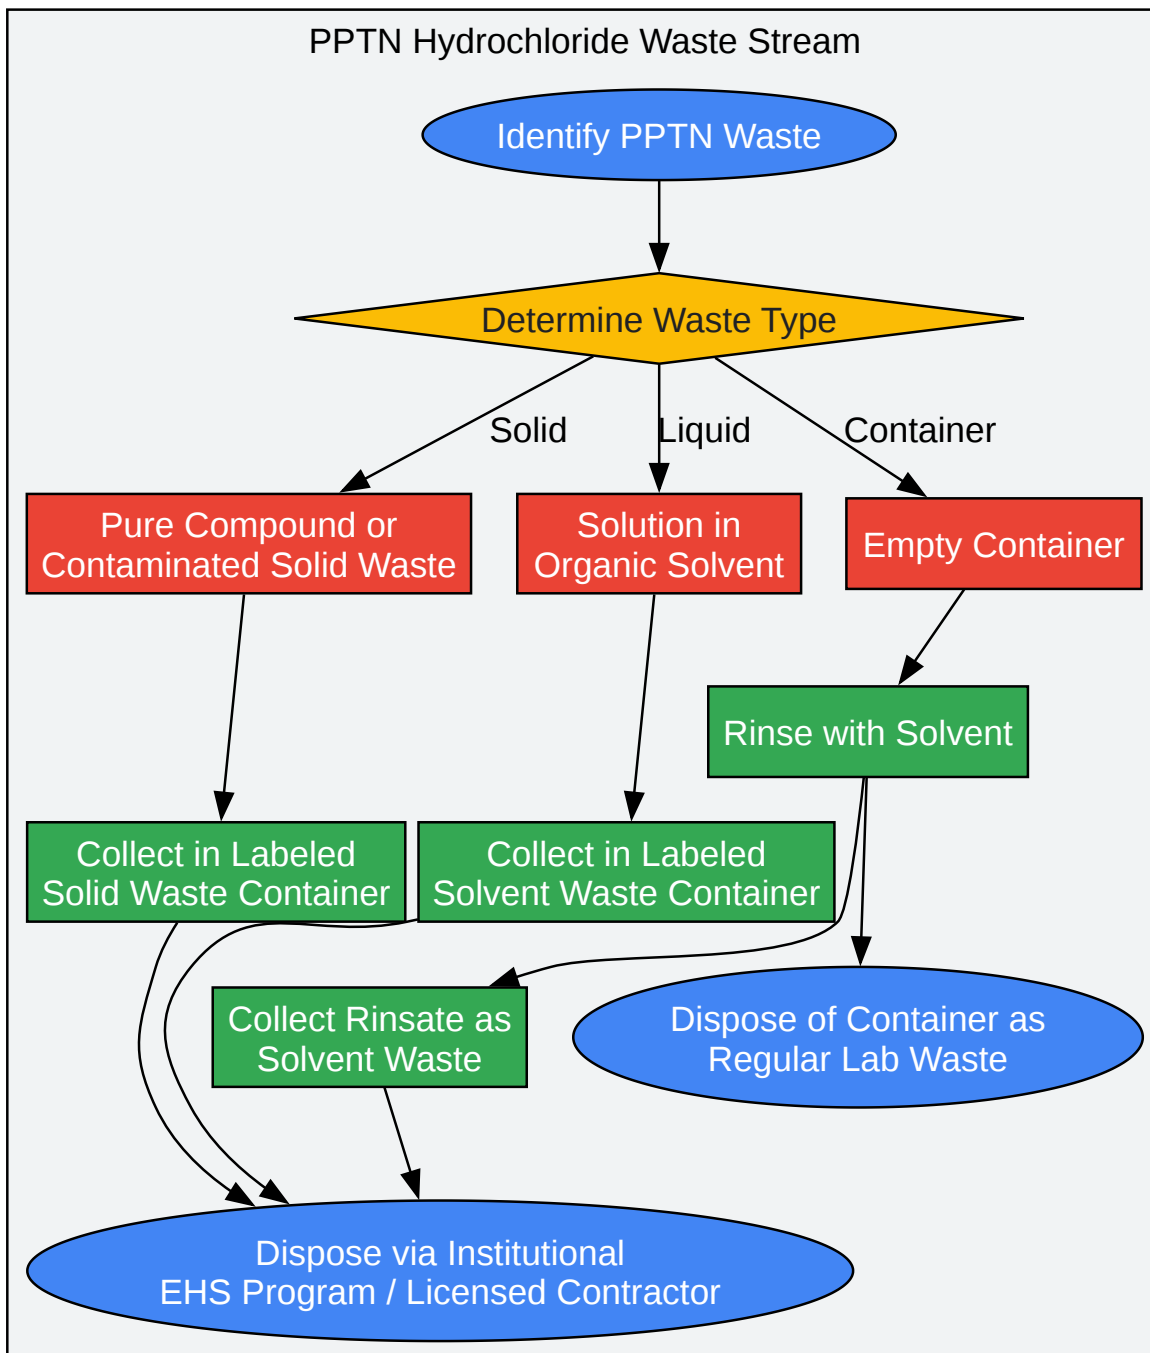 PPTN Hydrochloride Waste Stream
Identify PPTN Waste
Determine Waste Type
Solid
Liquid
Container
Pure Compound or
Contaminated Solid Waste
Solution in
Organic Solvent
Empty Container
Rinse with Solvent
Collect in Labeled
Solid Waste Container
Collect in Labeled
Solvent Waste Container
Collect Rinsate as
Solvent Waste
Dispose of Container as
Regular Lab Waste
Dispose via Institutional
EHS Program / Licensed Contractor